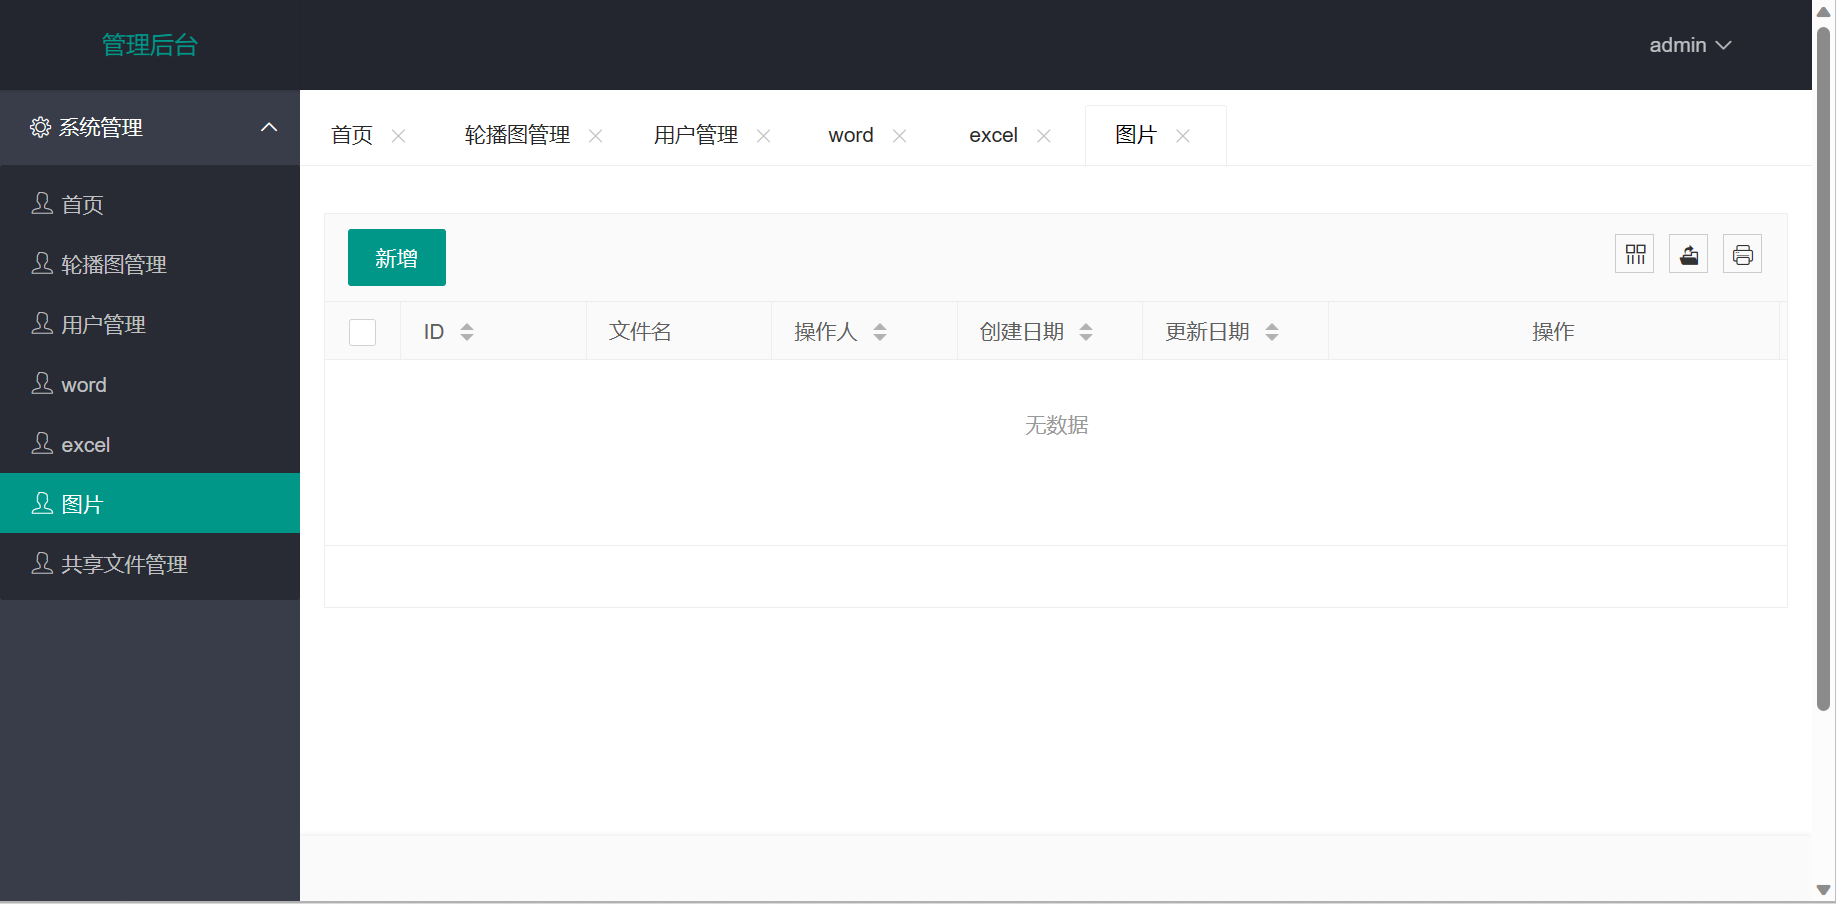 管理后台
admin
系统管理
首页
轮播图管理
用户管理
word
excel
图片
共享文件管理
首页 轮播图管理 用户管理 word excel 图片
新增
ID 文件名 操作人 创建日期 更新日期 操作
无数据